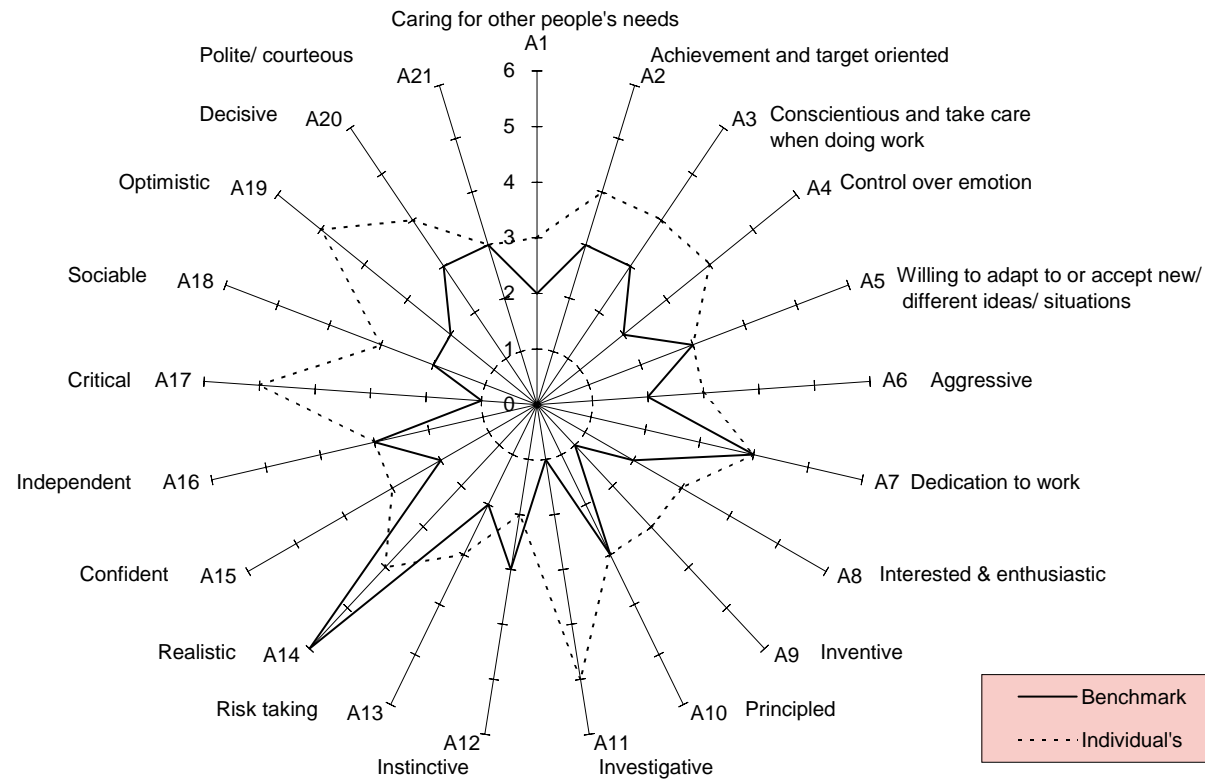 Caring for other people's needs
A1
Polite/ courteous
A21
Achievement and target oriented
A2
Decisive
A20
A3
Conscientious and take care
when doing work
Optimistic
A19
A4
Control over emotion
Sociable
A18
A5
Willing to adapt to or accept new/
different ideas/ situations
Critical
A17
A6
Aggressive
Independent
A16
A7
Dedication to work
Confident
A15
A8
Interested & enthusiastic
Realistic
A14
A9
Inventive
Risk taking
A13
A10
Principled
A12
Instinctive
A11
Investigative
6
5
4
3
2
1
0
Benchmark
Individual's